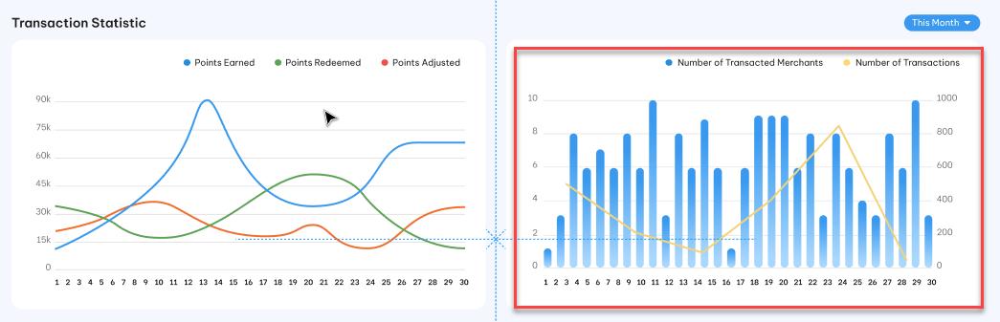 Transaction Statistic
This Month
Points Earned
Points Redeemed
Points Adjusted
90k
75k
60k
45k
30k
15k
0
1 2 3 4 5 6 7 8 9 10 11 12 13 14 15 16 17 18 19 20 21 22 23 24 25 26 27 28 29 30
Number of Transacted Merchants
Number of Transactions
10
8
6
4
2
0
1000
800
600
400
200
0
1 2 3 4 5 6 7 8 9 10 11 12 13 14 15 16 17 18 19 20 21 22 23 24 25 26 27 28 29 30